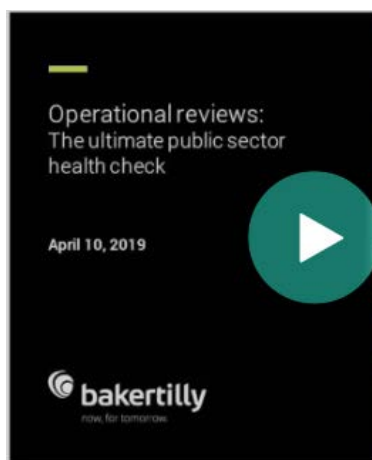 Operational reviews:
The ultimate public sector
health check
April 10, 2019
bakertilly
now, for tomorrow.